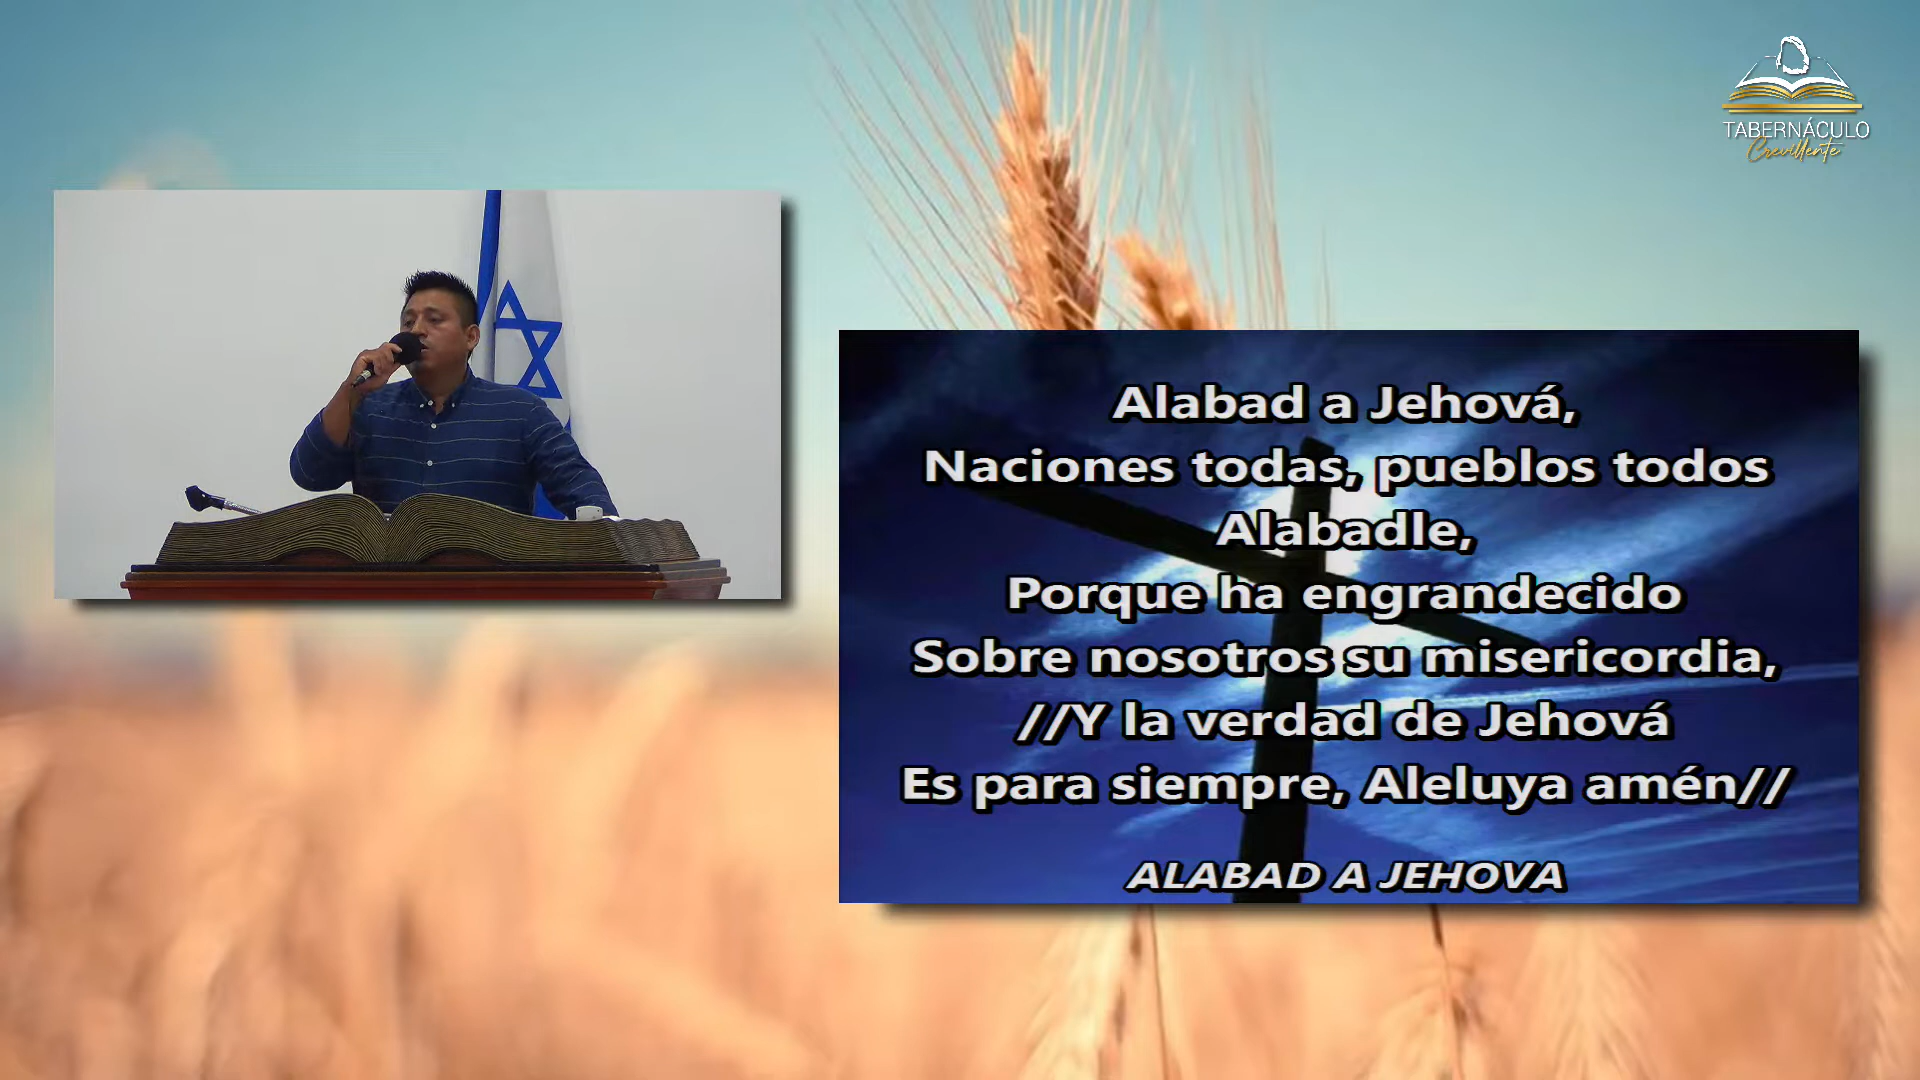 TABERNÁCULO
Crevillente
Alabad a Jehová,
Naciones todas, pueblos todos
Alabadle,
Porque ha engrandecido
Sobre nosotros su misericordia,
//Y la verdad de Jehová
Es para siempre, Aleluya amén//
ALABAD A JEHOVA